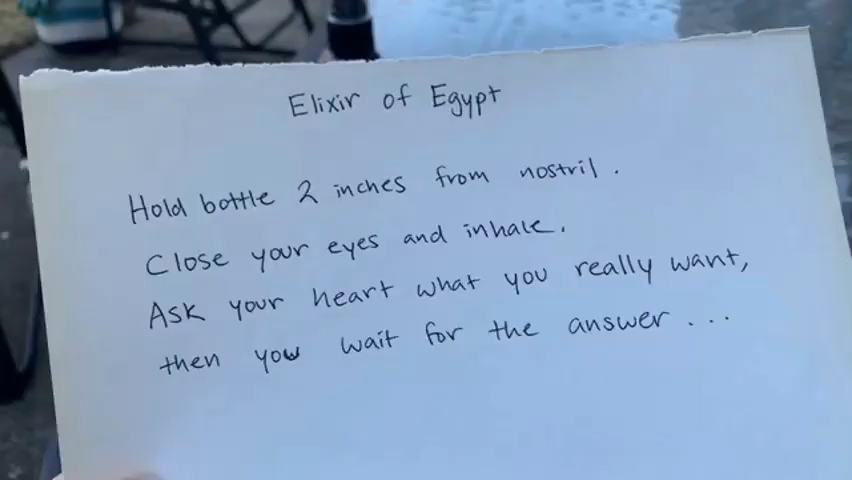 Elixir of Egypt
Hold bottle 2 inches from nostril.
Close your eyes and inhale.
Ask your heart what you really want,
then you wait for the answer...